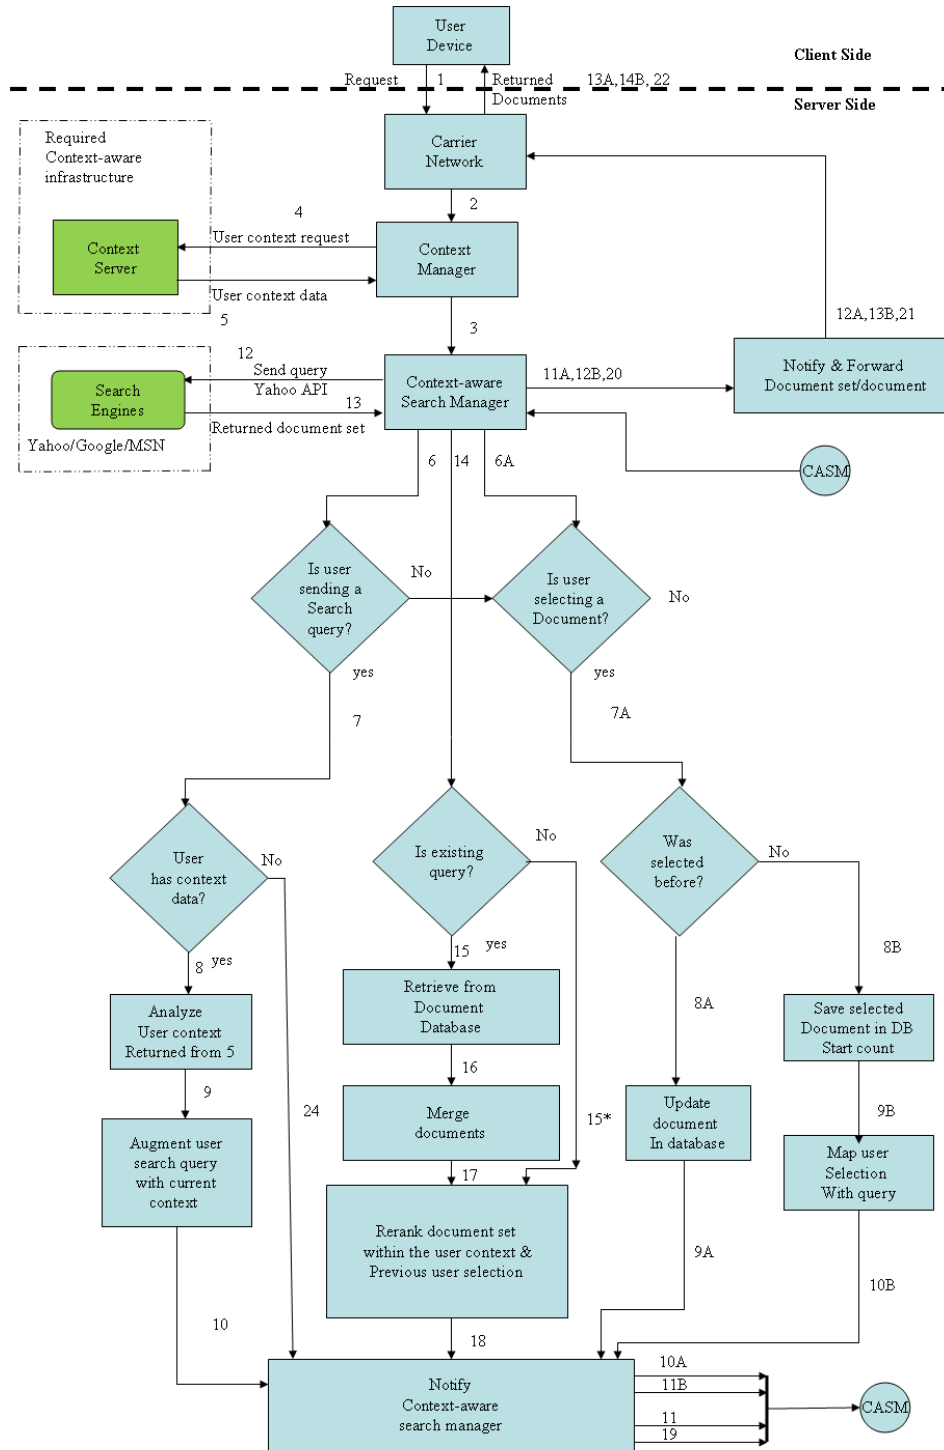 User
Device
Client Side
Request
1
Returned
Documents
13A,14B, 22
Server Side
Required
Context-aware
infrastructure
Carrier
Network
2
4
User context request
Context
Server
Context
Manager
User context data
5
3
12A,13B,21
12
Send query
Yahoo API
Search
Engines
13
Returned document set
Yahoo/Google/MSN
Context-aware
Search Manager
11A,12B,20
Notify & Forward
Document set/document
CASM
6
14
6A
Is user
sending a
Search
query?
No
Is user
selecting a
Document?
No
yes
yes
7
7A
User
has context
data?
No
Is existing
query?
No
Was
selected
before?
No
8
yes
15
yes
8A
8B
Analyze
User context
Returned from 5
Retrieve from
Document
Database
Save selected
Document in DB
Start count
9
16
9B
24
15*
Augment user
search query
with current
context
Merge
documents
Update
document
In database
Map user
Selection
With query
17
Rerank document set
within the user context &
Previous user selection
9A
10B
10
18
Notify
Context-aware
search manager
10A
11B
11
19
CASM